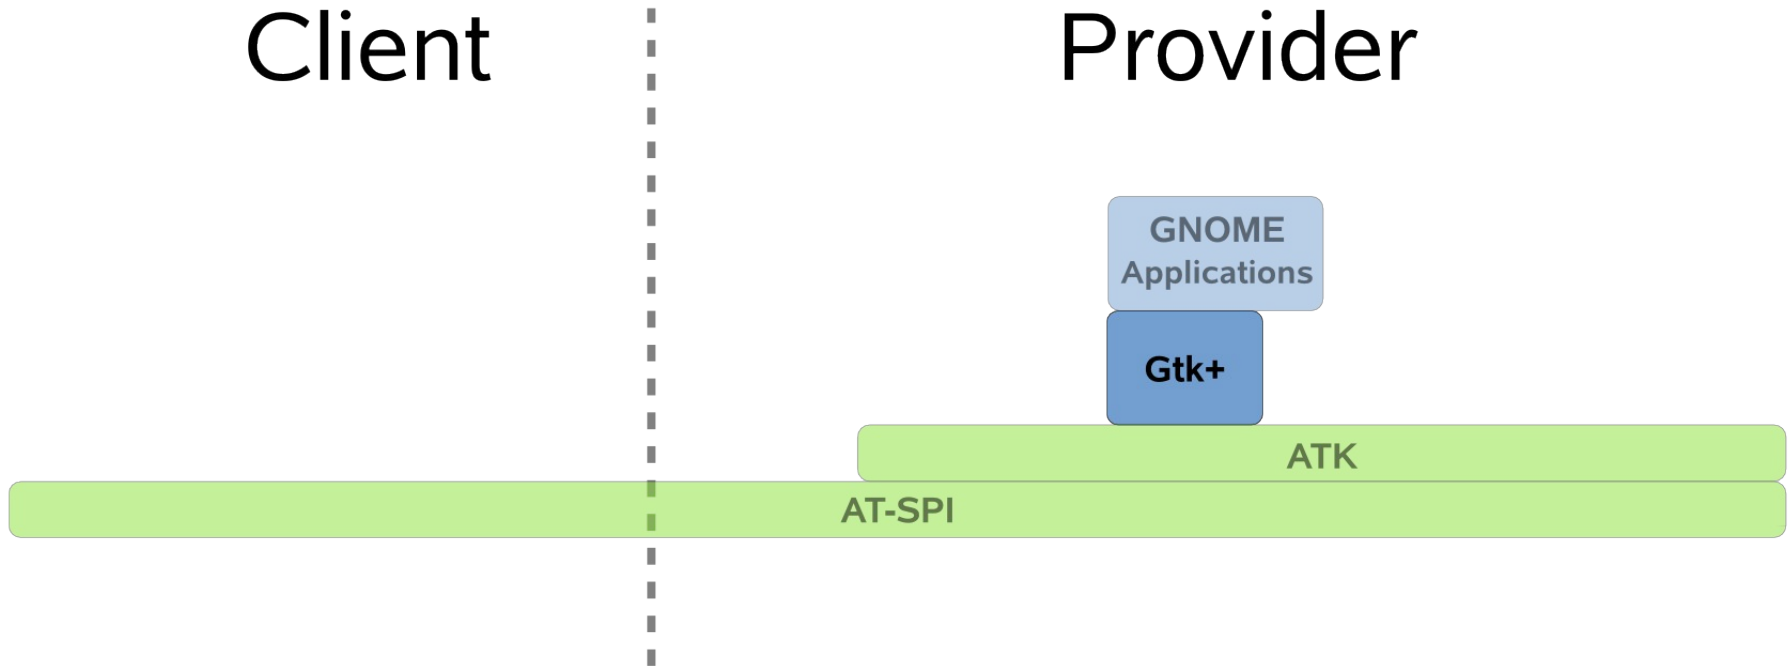 Client
Provider
GNOME
Applications
Gtk+
ATK
AT-SPI